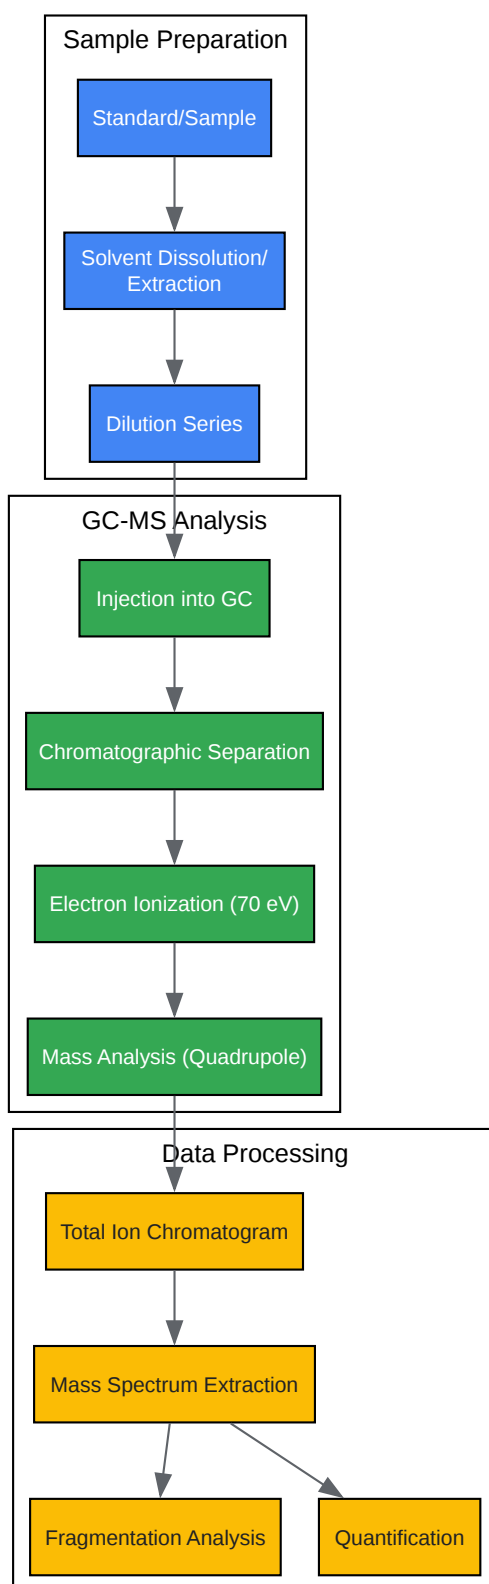 Sample Preparation
Standard/Sample
Solvent Dissolution/
Extraction
Dilution Series
GC-MS Analysis
Injection into GC
Chromatographic Separation
Electron Ionization (70 eV)
Mass Analysis (Quadrupole)
Data Processing
Total Ion Chromatogram
Mass Spectrum Extraction
Fragmentation Analysis
Quantification